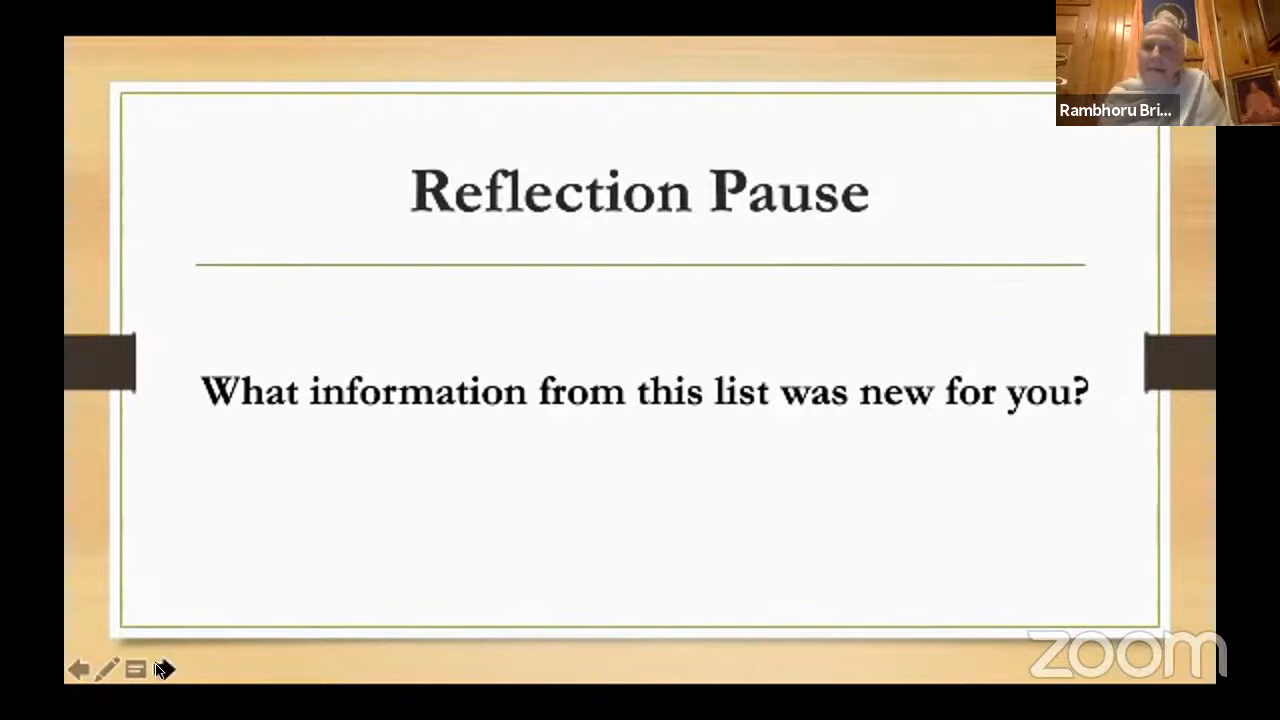 Rambhoru Bri...
Reflection Pause
What information from this list was new for you?
zoom